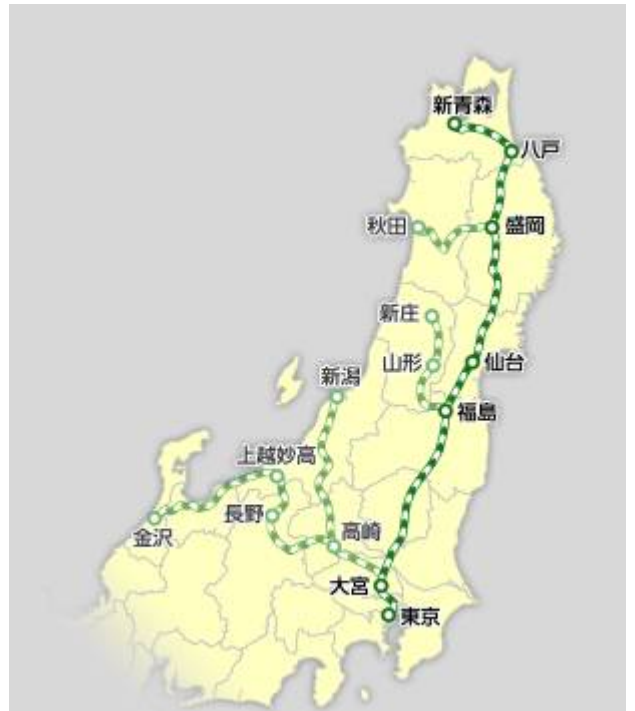 新青森
八戸
秋田
盛岡
新庄
山形
仙台
新潟
福島
上越妙高
長野
金沢
高崎
大宮
東京